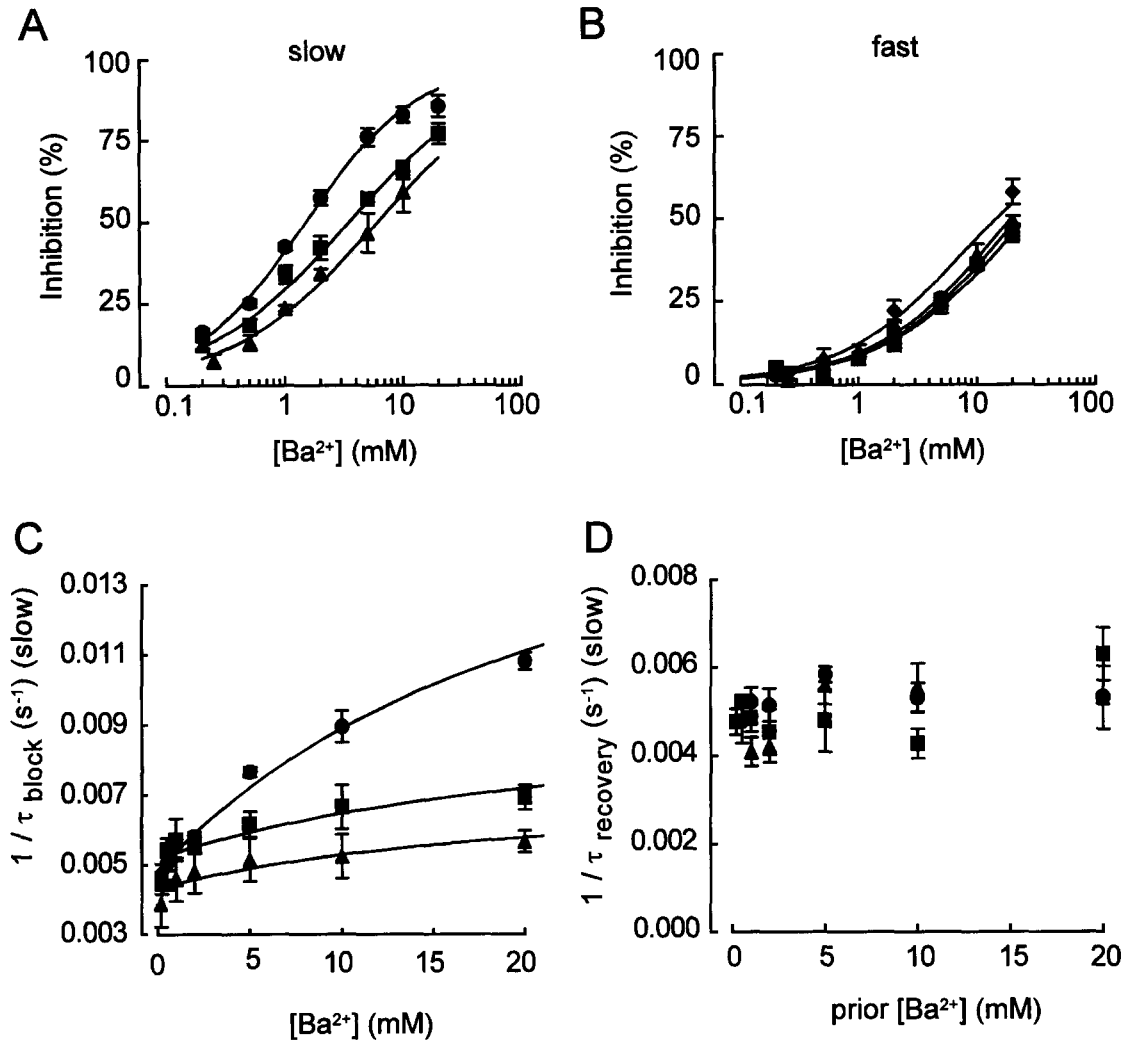 A
slow
100
75
50
25
0
Inhibition (%)
0.1 1 10 100
[Ba²⁺] (mM)
B
fast
100
75
50
25
0
Inhibition (%)
0.1 1 10 100
[Ba²⁺] (mM)
C
0.013
0.011
0.009
0.007
0.005
0.003
1 / τ block (s⁻¹) (slow)
0 5 10 15 20
[Ba²⁺] (mM)
D
0.008
0.006
0.004
0.002
0.000
1 / τ recovery (s⁻¹) (slow)
0 5 10 15 20
prior [Ba²⁺] (mM)